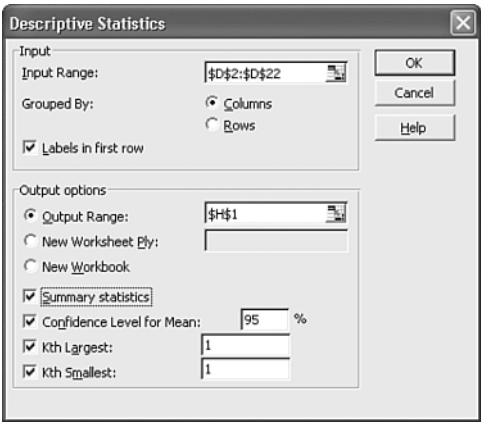 Descriptive Statistics
Input
Input Range:
$D$2:$D$22
Grouped By:
Columns
Rows
Labels in first row
OK
Cancel
Help
Output options
Output Range:
$H$1
New Worksheet Ply:
New Workbook
Summary statistics
Confidence Level for Mean:
95
%
Kth Largest:
1
Kth Smallest:
1